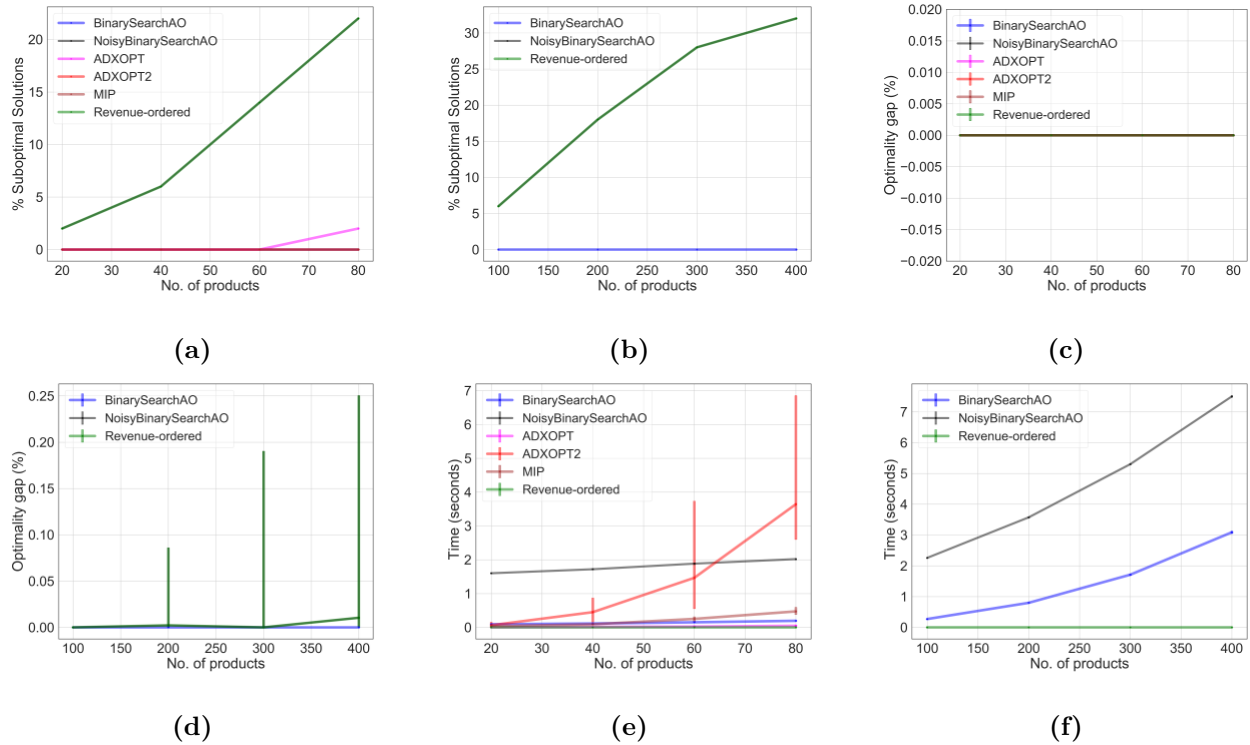 BinarySearchAO
NoisyBinarySearchAO
ADXOPT
ADXOPT2
MIP
Revenue-ordered
% Suboptimal Solutions
20
15
10
5
0
20 30 40 50 60 70 80
No. of products
(a)
BinarySearchAO
NoisyBinarySearchAO
Revenue-ordered
% Suboptimal Solutions
30
25
20
15
10
5
0
100 150 200 250 300 350 400
No. of products
(b)
BinarySearchAO
NoisyBinarySearchAO
ADXOPT
ADXOPT2
MIP
Revenue-ordered
Optimality gap (%)
0.020
0.015
0.010
0.005
0.000
−0.005
−0.010
−0.015
−0.020
20 30 40 50 60 70 80
No. of products
(c)
BinarySearchAO
NoisyBinarySearchAO
Revenue-ordered
Optimality gap (%)
0.25
0.20
0.15
0.10
0.05
0.00
100 150 200 250 300 350 400
No. of products
(d)
BinarySearchAO
NoisyBinarySearchAO
ADXOPT
ADXOPT2
MIP
Revenue-ordered
Time (seconds)
7
6
5
4
3
2
1
0
20 30 40 50 60 70 80
No. of products
(e)
BinarySearchAO
NoisyBinarySearchAO
Revenue-ordered
Time (seconds)
7
6
5
4
3
2
1
0
100 150 200 250 300 350 400
No. of products
(f)